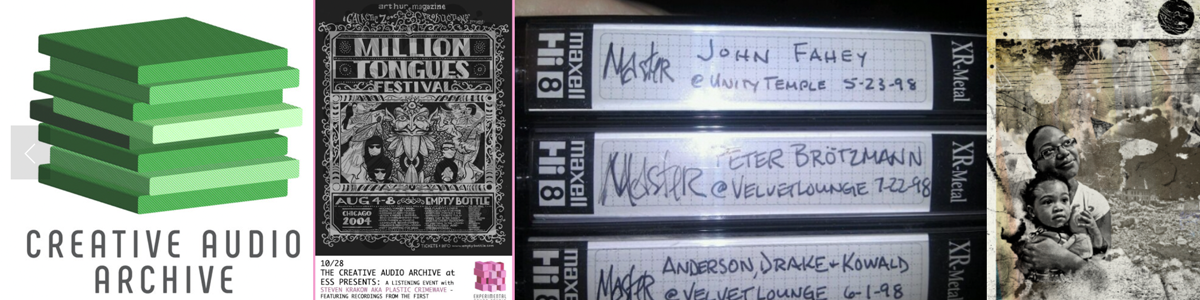 CREATIVE AUDIO
ARCHIVE
arthur magazine
MILLION
TONGUES
FESTIVAL
AUG 4-8
EMPTY BOTTLE
CHICAGO
2004
10/28
THE CREATIVE AUDIO ARCHIVE at
ESS PRESENTS: A LISTENING EVENT with
STEVEN KRAKOW AKA PLASTIC CRIMEWAVE -
FEATURING RECORDINGS FROM THE FIRST
EXPERIMENTAL
maxell
Hi8
Master
JOHN FAHEY
@ UNITY TEMPLE 5-23-98
XR-Metal
maxell
Hi8
Master
PETER BRÖTZMANN
@ VELVET LOUNGE 7-22-98
XR-Metal
maxell
Hi8
Master
ANDERSON, DRAKE + KOWALD
@ VELVET LOUNGE 6-1-98
XR-Metal